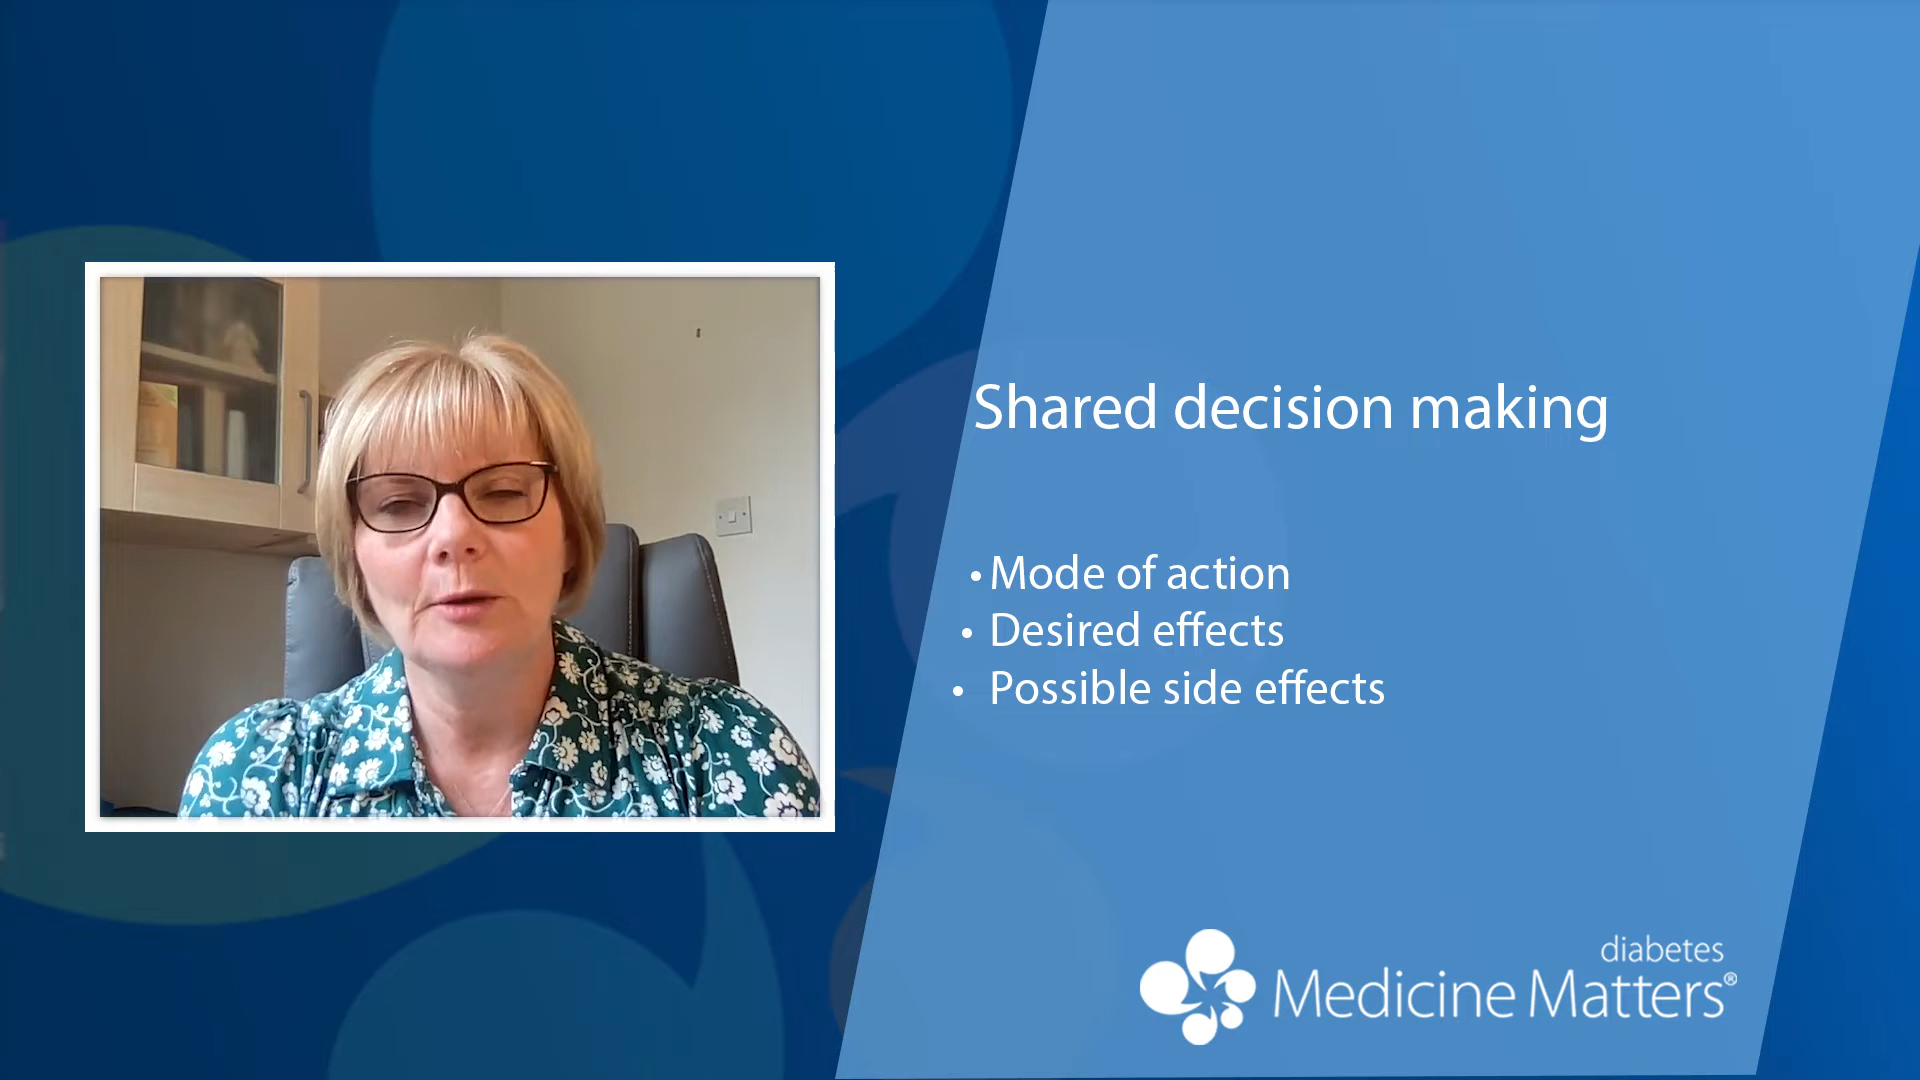 Shared decision making
• Mode of action
• Desired effects
• Possible side effects
diabetes
Medicine Matters®